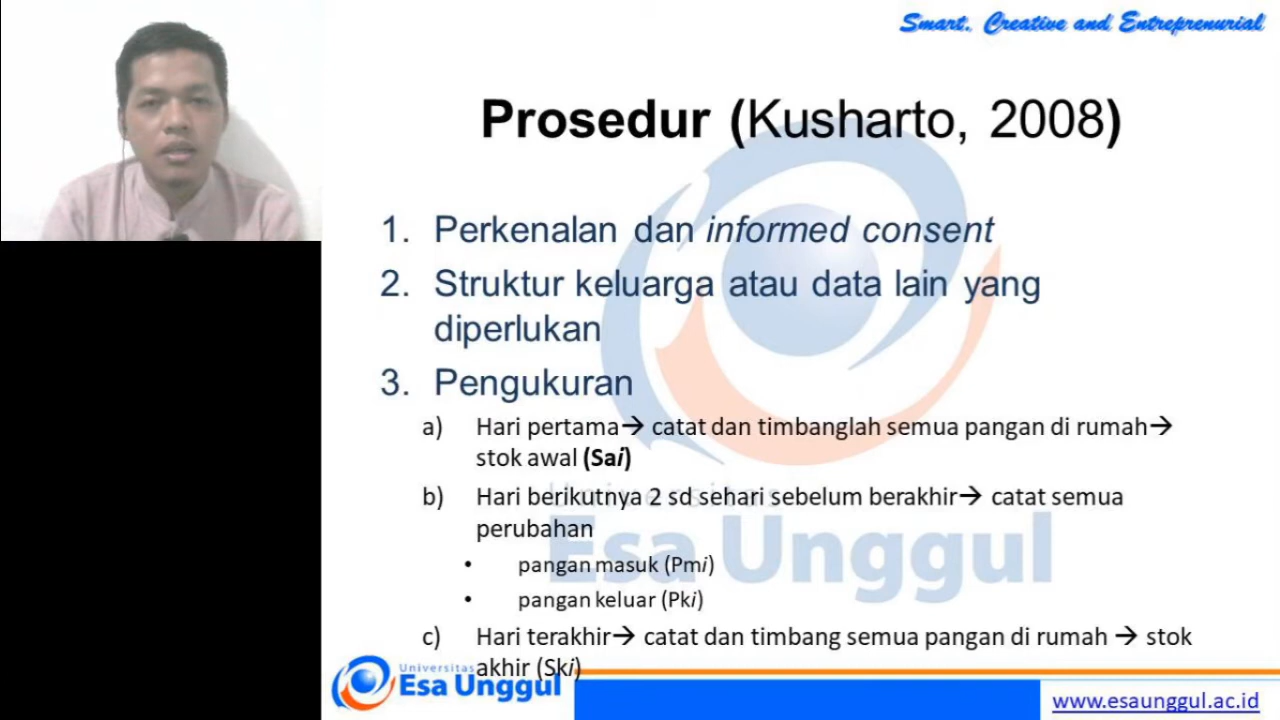 Smart, Creative and Entreprenurial
Prosedur (Kusharto, 2008)
1. Perkenalan dan informed consent
2. Struktur keluarga atau data lain yang
diperlukan
3. Pengukuran
a) Hari pertama→ catat dan timbanglah semua pangan di rumah→
stok awal (Sai)
b) Hari berikutnya 2 sd sehari sebelum berakhir→ catat semua
perubahan
• pangan masuk (Pmi)
• pangan keluar (Pki)
c) Hari terakhir→ catat dan timbang semua pangan di rumah → stok
akhir (Ski)
Universitas
Esa Unggul
Universitas
Esa Unggul
www.esaunggul.ac.id